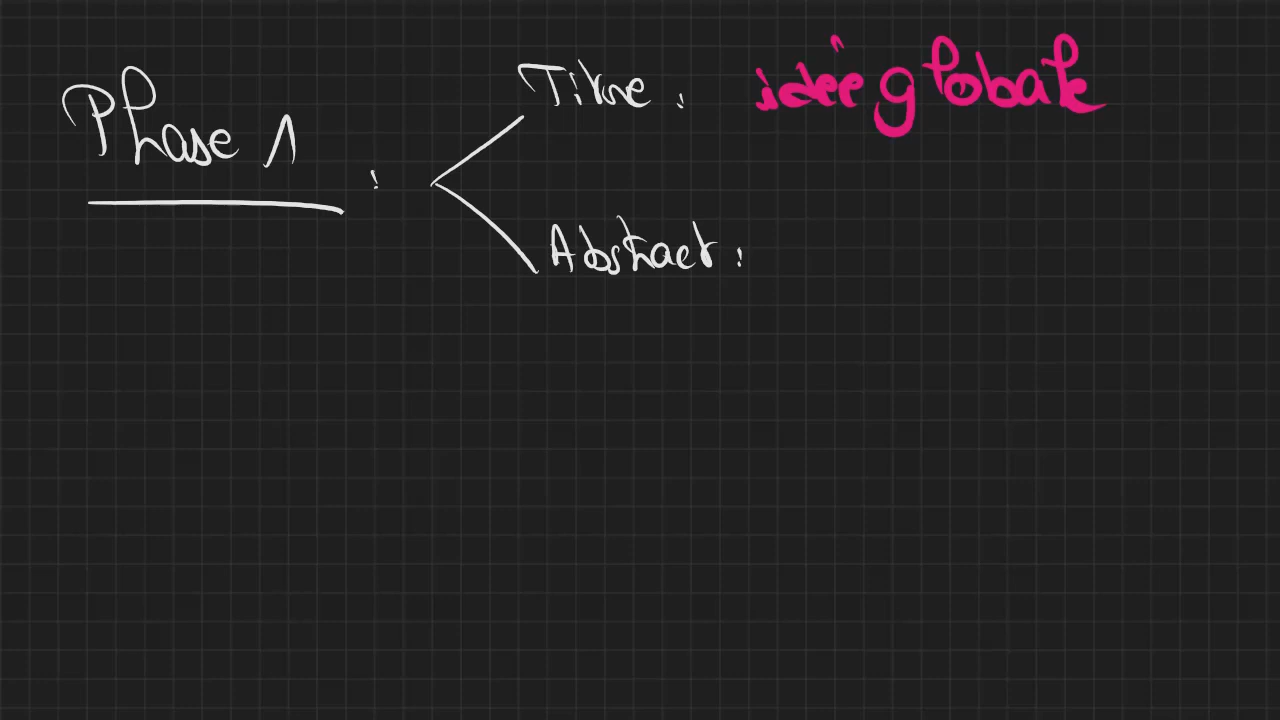 Titre : idée globale
Phase 1 :
Abstract :